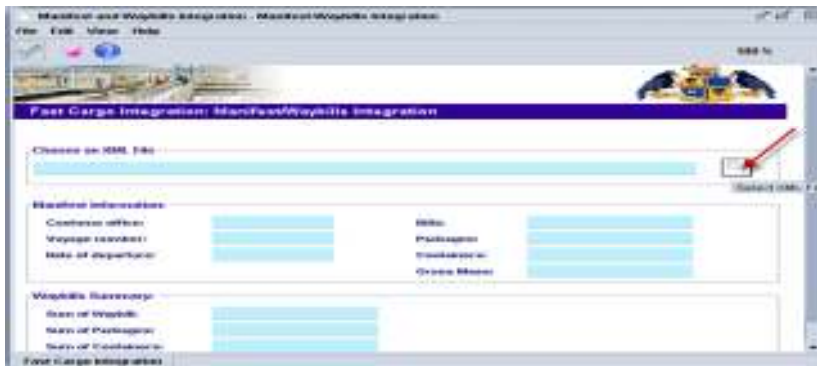 Manifest and Waybills Integration - Manifest/Waybills Integration
File Edit View Help
100 %
Fast Cargo Integration: Manifest/Waybills Integration
Choose an XML File
Select XML
Manifest Information
Customs office:
Voyage number:
Date of departure:
Bills:
Packages:
Containers:
Gross Mass:
Waybills Summary:
Sum of Waybill:
Sum of Packages:
Sum of Containers:
Fast Cargo Integration